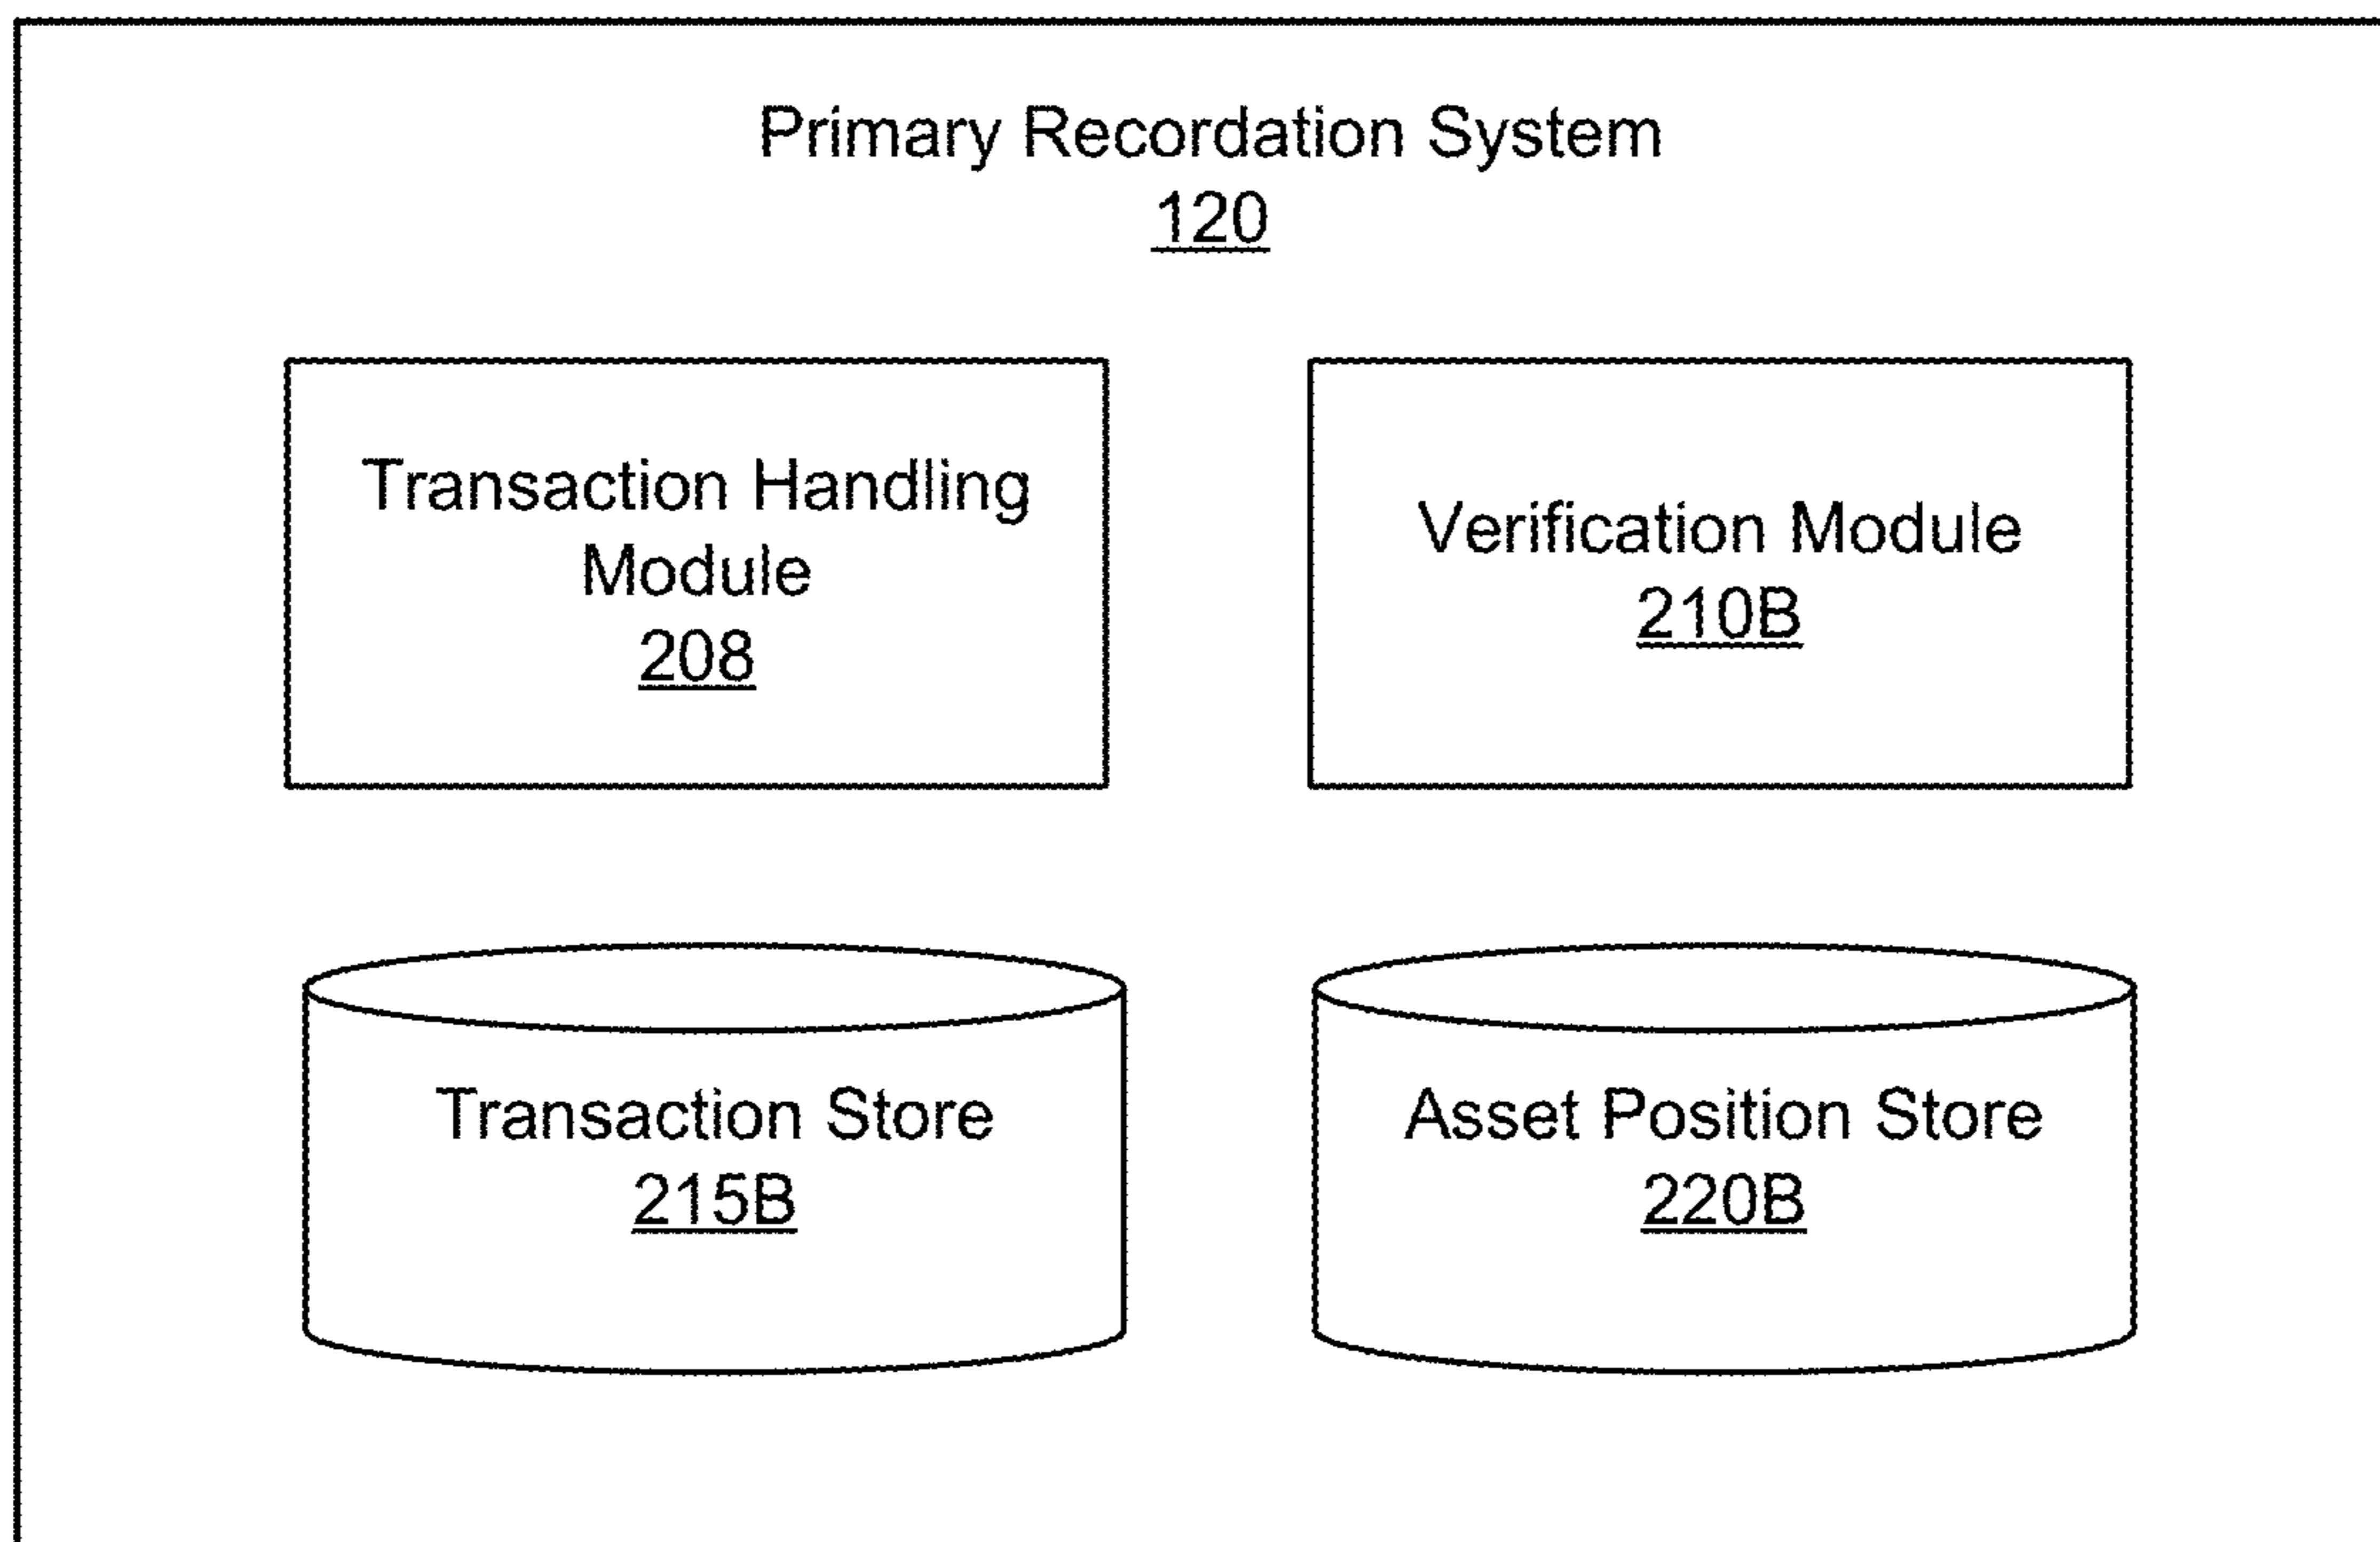 Primary Recordation System
120
Transaction Handling
Module
208
Verification Module
210B
Transaction Store
215B
Asset Position Store
220B